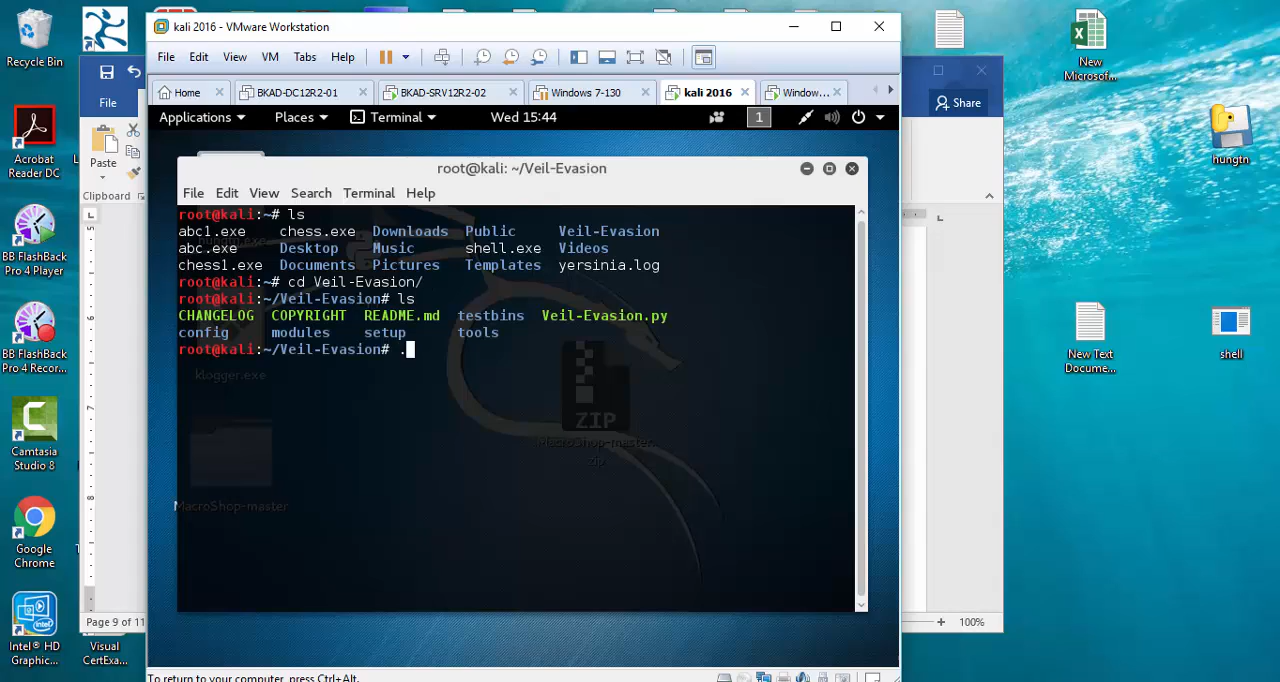 kali 2016 - VMware Workstation
File Edit View VM Tabs Help
Home BKAD-DC12R2-01 BKAD-SRV12R2-02 Windows 7-130 kali 2016 Window...
Applications Places Terminal Wed 15:44 1
root@kali: ~/Veil-Evasion
File Edit View Search Terminal Help
root@kali:~# ls
abc1.exe chess.exe Downloads Public Veil-Evasion
abc.exe Desktop Music shell.exe Videos
chess1.exe Documents Pictures Templates yersinia.log
root@kali:~# cd Veil-Evasion/
root@kali:~/Veil-Evasion# ls
CHANGELOG COPYRIGHT README.md testbins Veil-Evasion.py
config modules setup tools
root@kali:~/Veil-Evasion# .
klogger.exe
ZIP
MacroShop-master.
zip
MacroShop-master
To return to your computer, press Ctrl+Alt.
Recycle Bin
Acrobat
Reader DC
BB FlashBack
Pro 4 Player
BB FlashBack
Pro 4 Recor...
Camtasia
Studio 8
Google
Chrome
Intel® HD
Graphic...
Visual
CertExa...
File
Paste
Clipboard
Page 9 of 11
Share
100%
New
Microsof...
hungtn
New Text
Docume...
shell